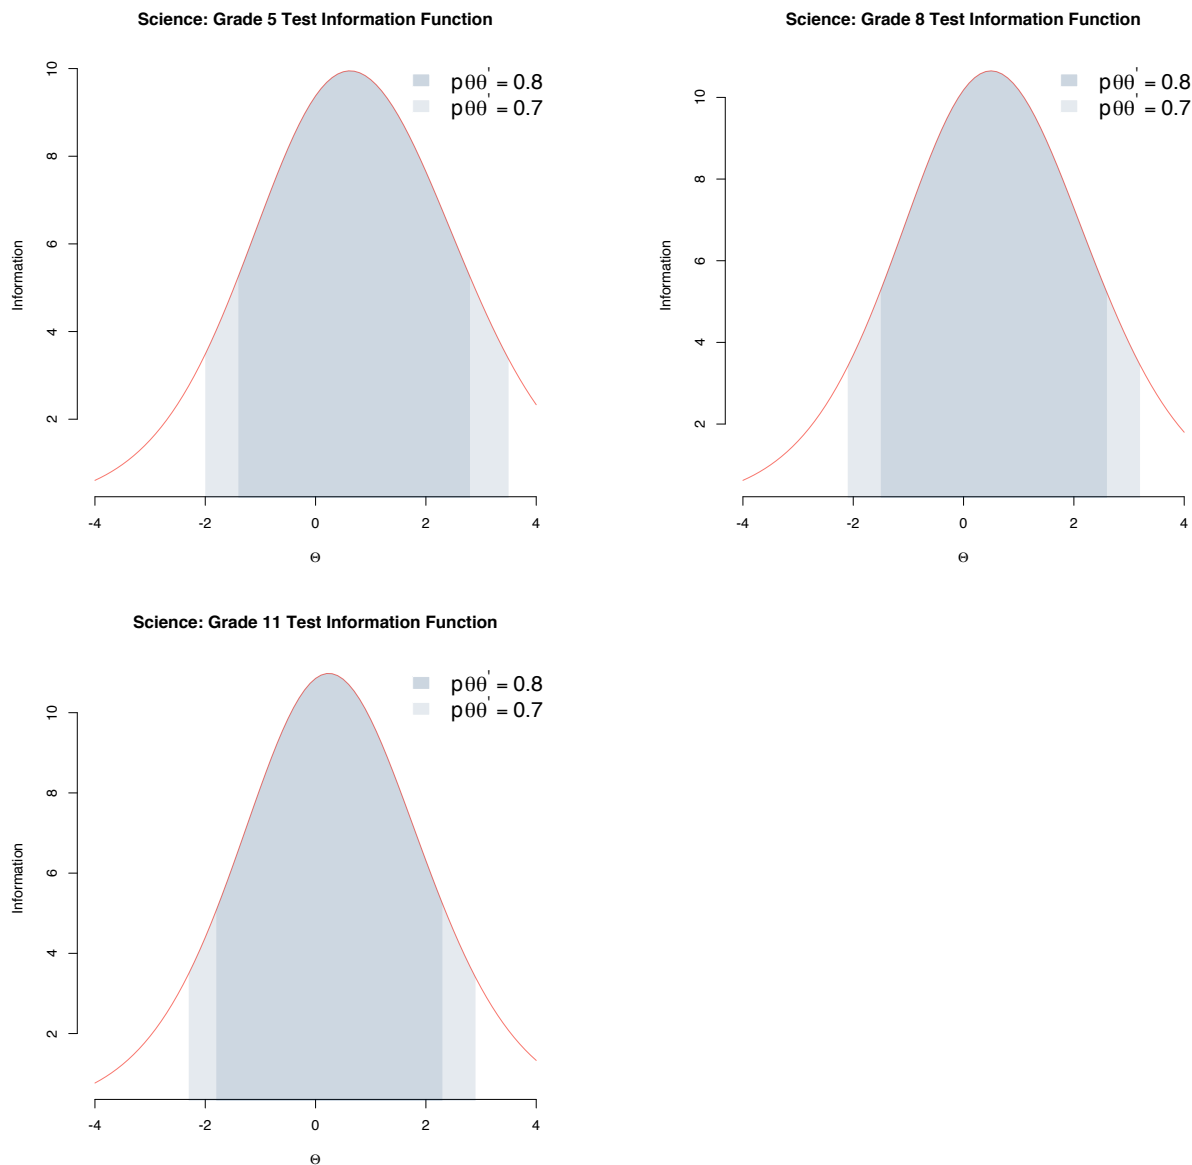 Science: Grade 5 Test Information Function
pθθ' = 0.8
pθθ' = 0.7
10
8
6
4
2
Information
-4 -2 0 2 4
Θ
Science: Grade 8 Test Information Function
pθθ' = 0.8
pθθ' = 0.7
10
8
6
4
2
Information
-4 -2 0 2 4
Θ
Science: Grade 11 Test Information Function
pθθ' = 0.8
pθθ' = 0.7
10
8
6
4
2
Information
-4 -2 0 2 4
Θ